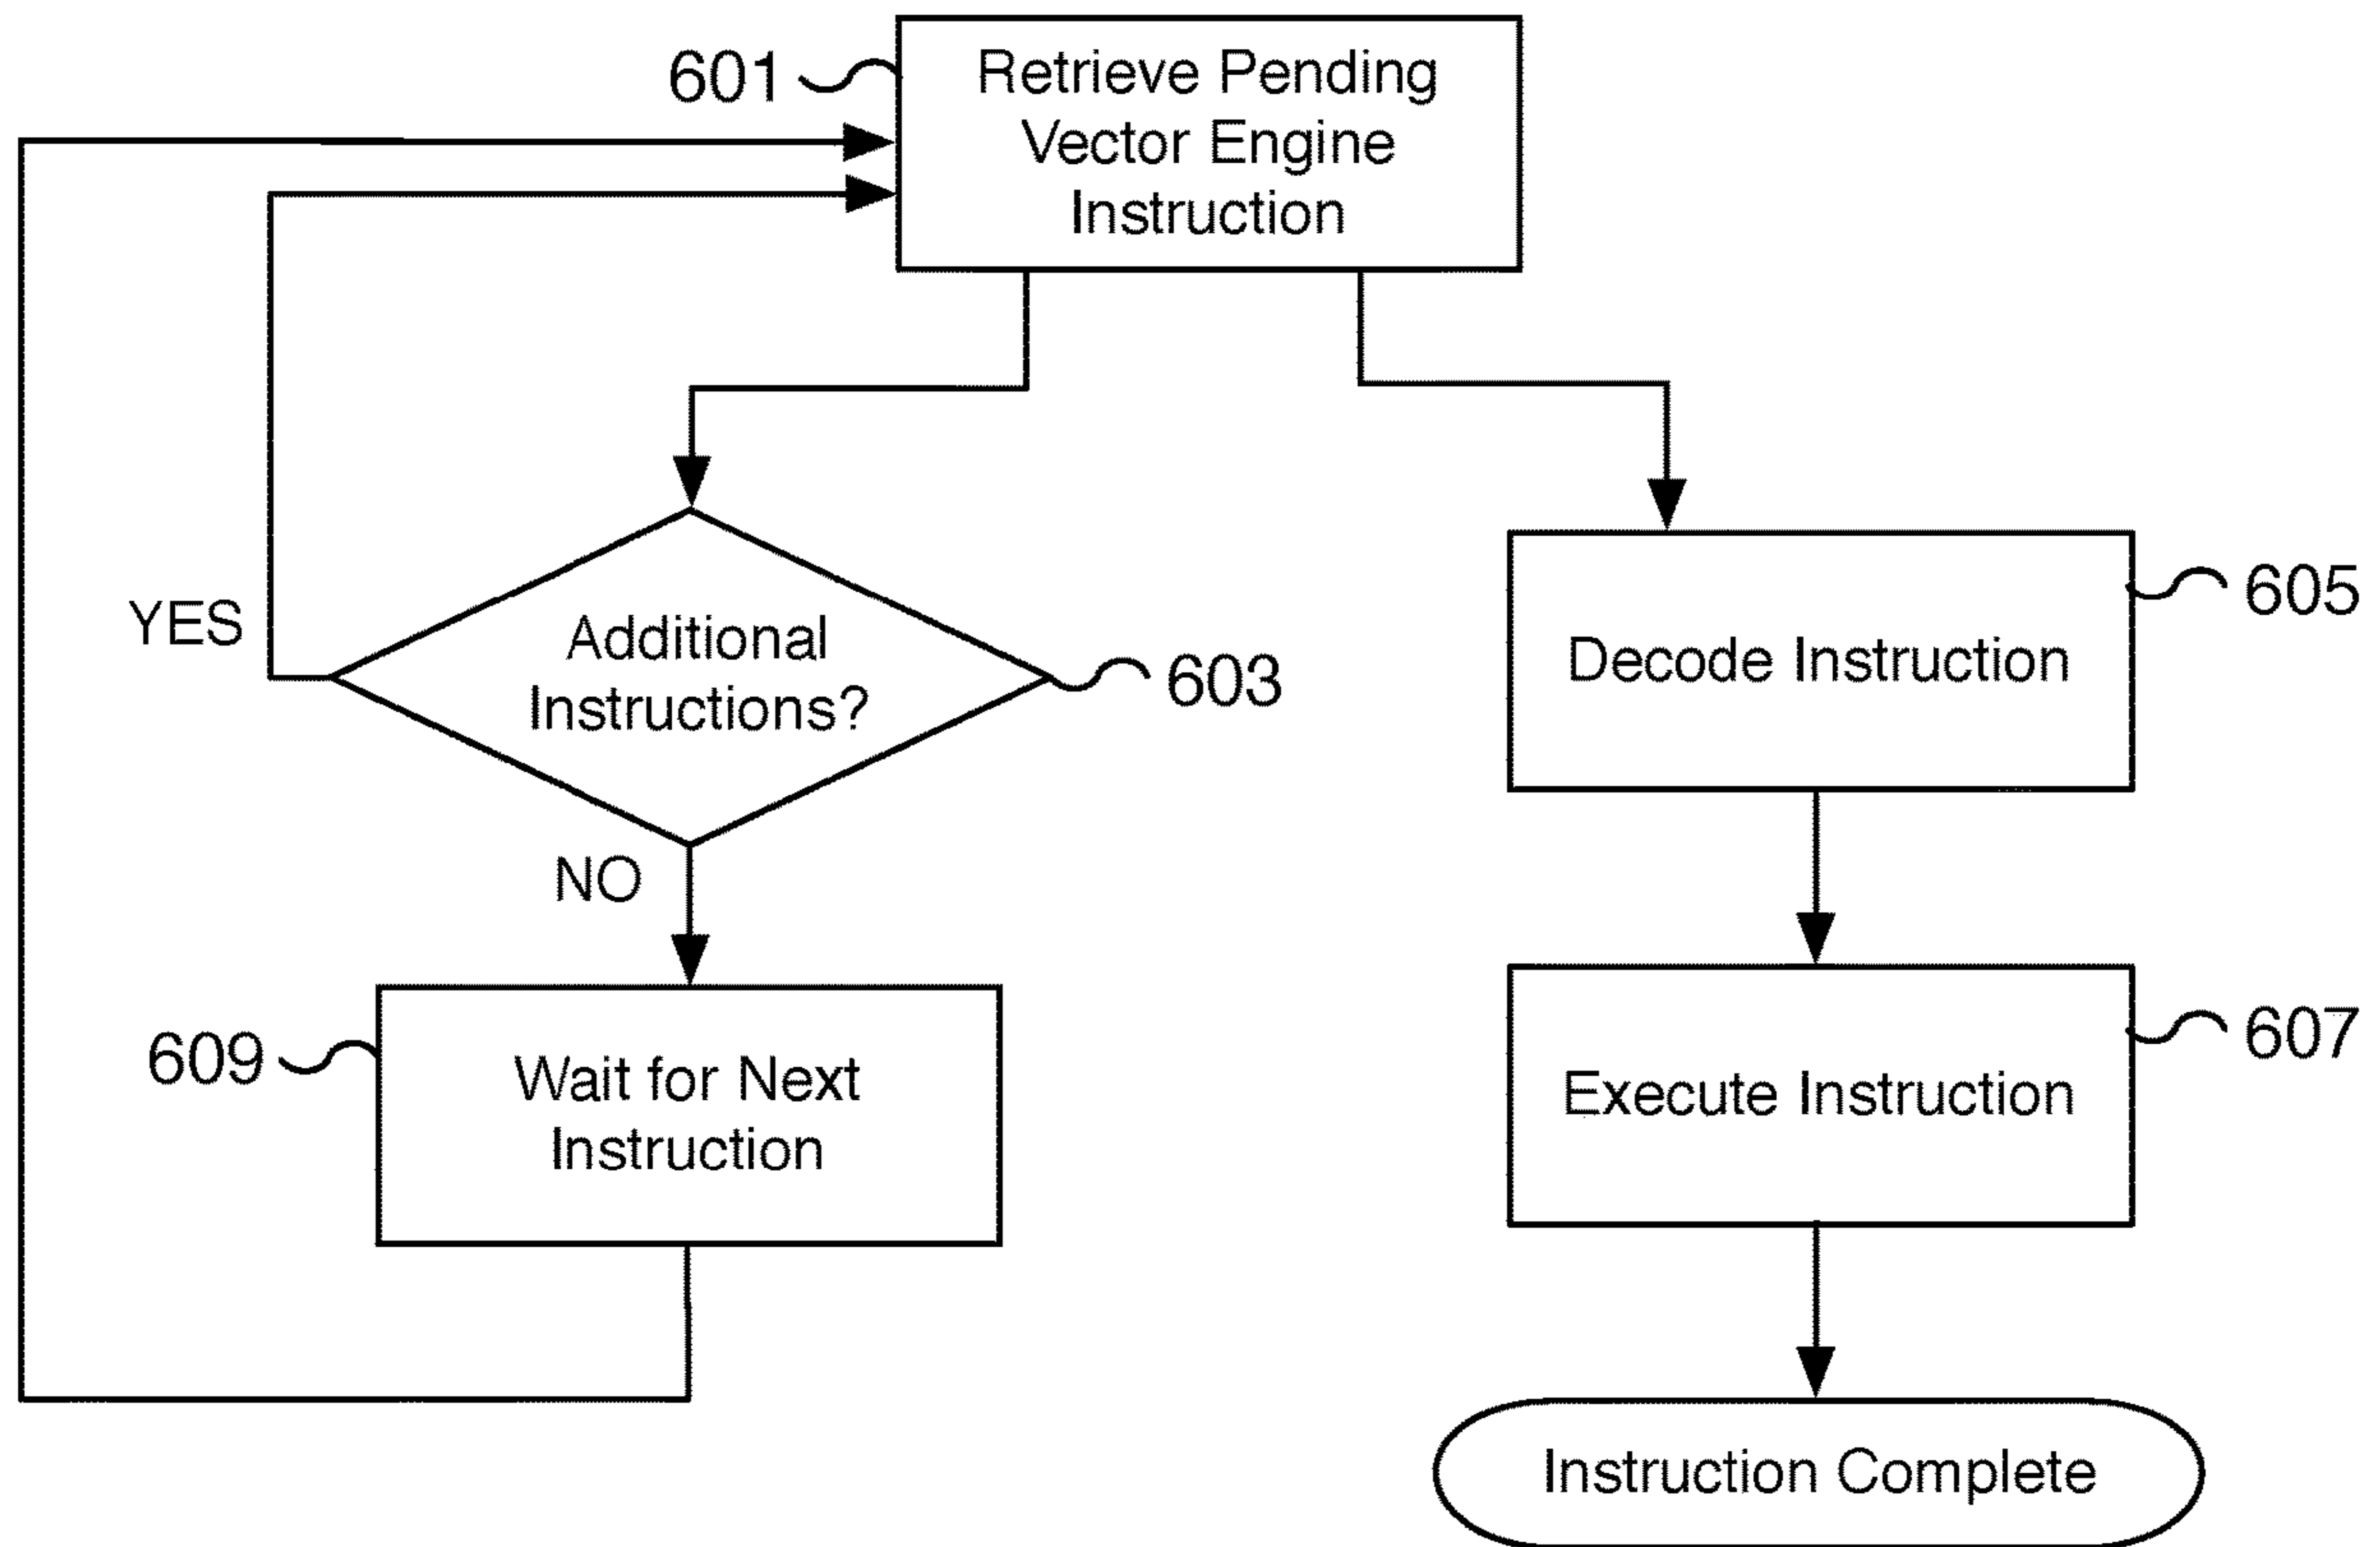 601
Retrieve Pending
Vector Engine
Instruction
YES
Additional
Instructions?
603
605
Decode Instruction
NO
609
Wait for Next
Instruction
607
Execute Instruction
Instruction Complete